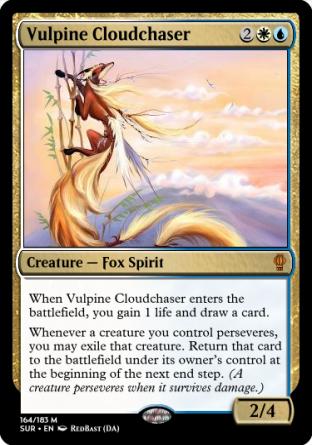 Vulpine Cloudchaser 2
Creature — Fox Spirit
When Vulpine Cloudchaser enters the
battlefield, you gain 1 life and draw a card.
Whenever a creature you control perseveres,
you may exile that creature. Return that card
to the battlefield under its owner's control at
the beginning of the next end step. (A
creature perseveres when it survives damage.)
2/4
164/183 M
SUR • EN RedBast (DA)